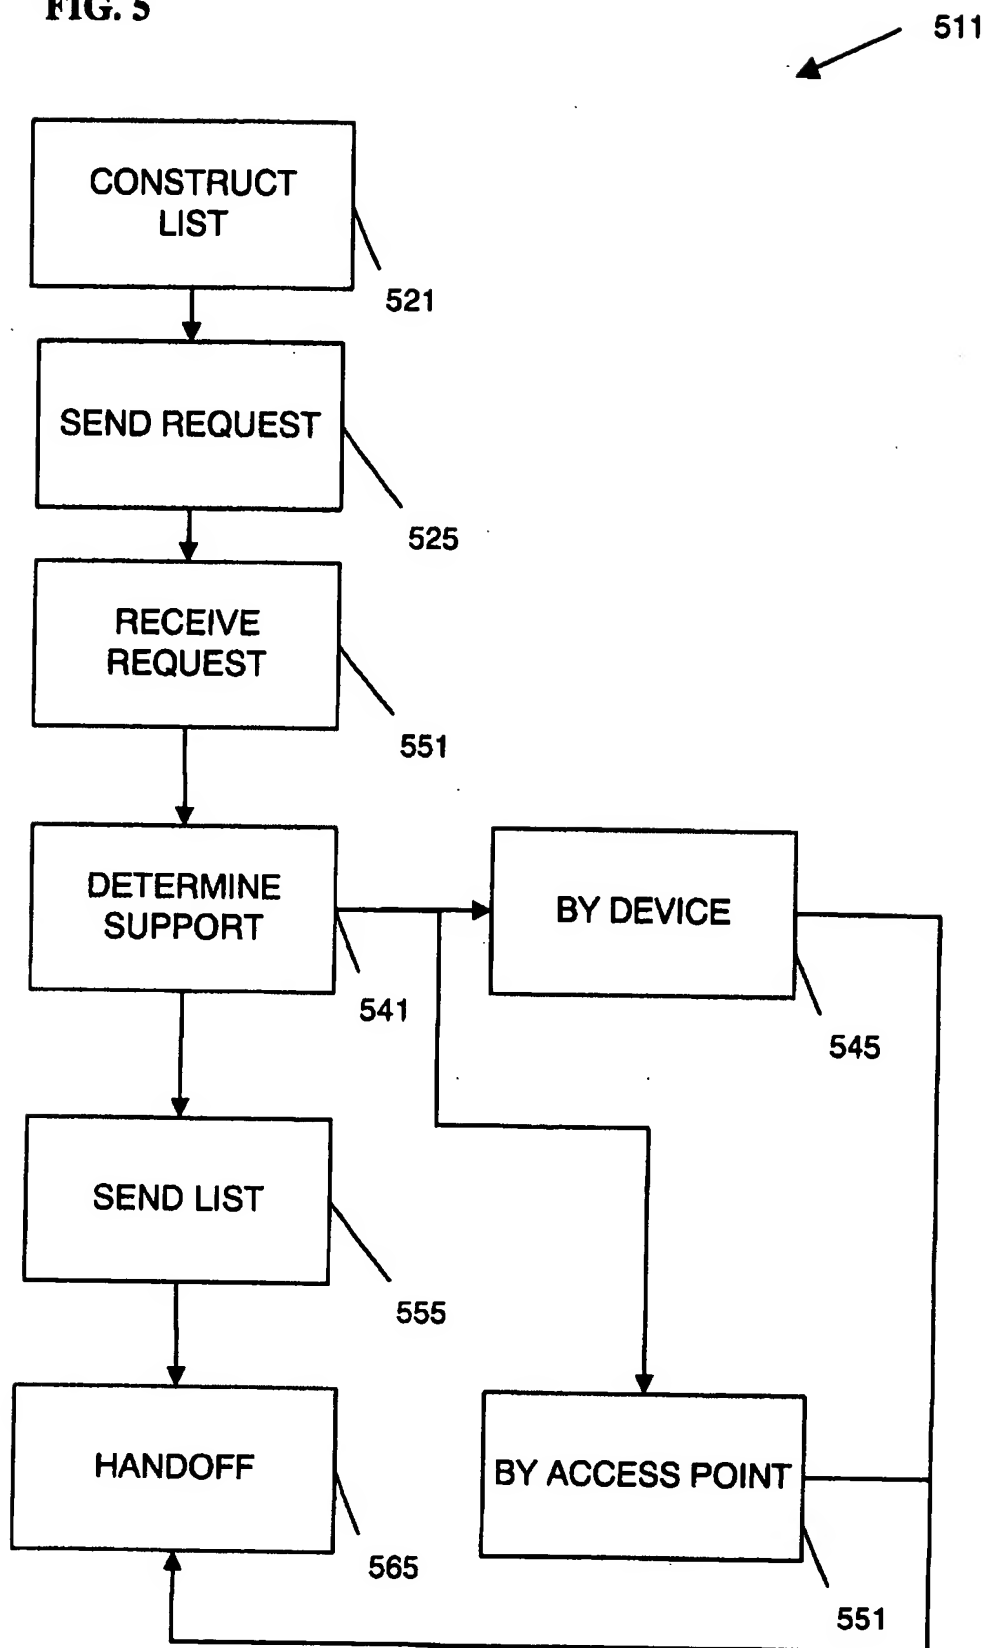 FIG. 5
511
CONSTRUCT
LIST
521
SEND REQUEST
525
RECEIVE
REQUEST
551
DETERMINE
SUPPORT
541
BY DEVICE
545
SEND LIST
555
HANDOFF
565
BY ACCESS POINT
551